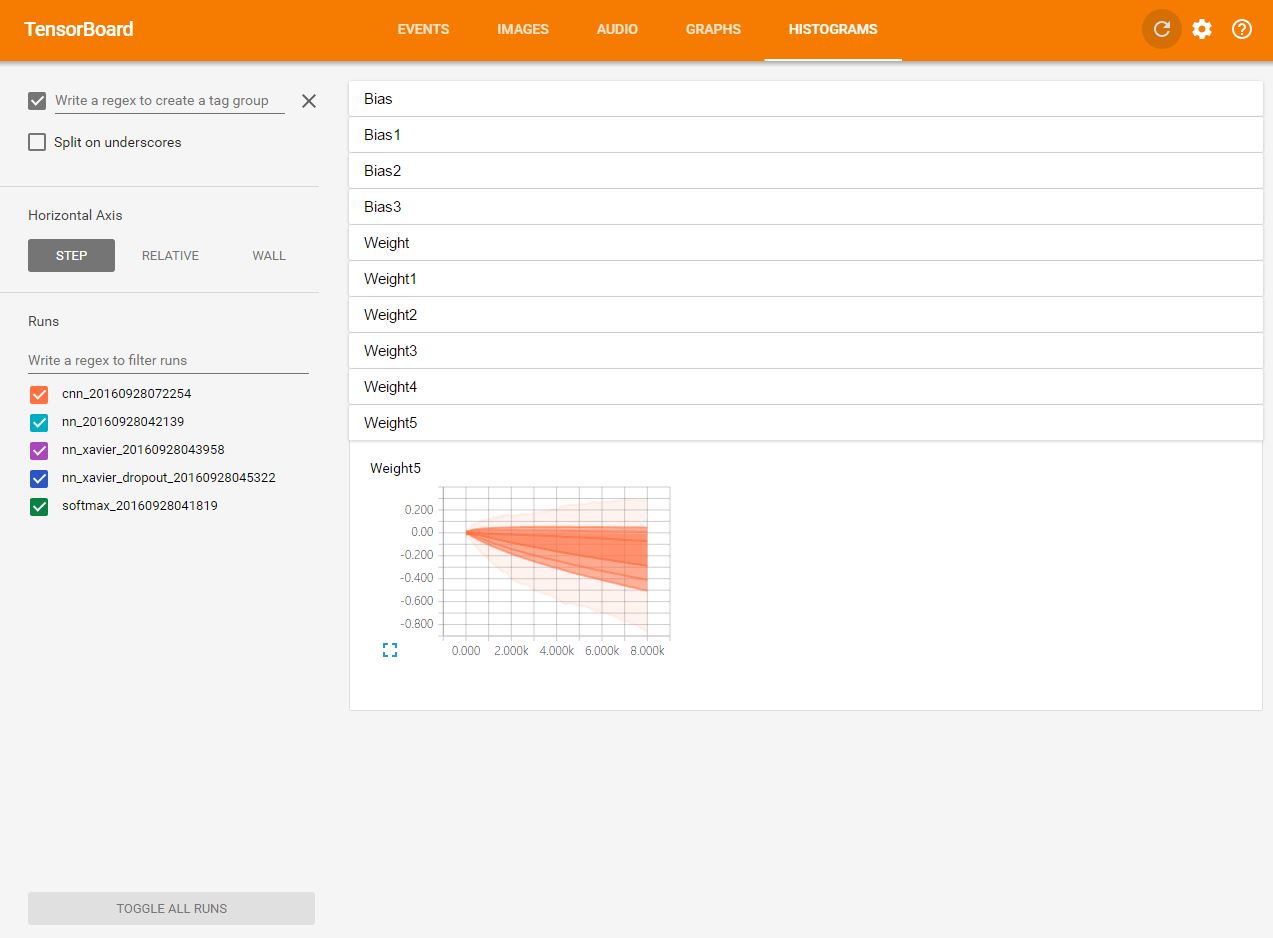 TensorBoard
EVENTS IMAGES AUDIO GRAPHS HISTOGRAMS
Write a regex to create a tag group
Split on underscores
Horizontal Axis
STEP RELATIVE WALL
Runs
Write a regex to filter runs
cnn_20160928072254
nn_20160928042139
nn_xavier_20160928043958
nn_xavier_dropout_20160928045322
softmax_20160928041819
TOGGLE ALL RUNS
Bias
Bias1
Bias2
Bias3
Weight
Weight1
Weight2
Weight3
Weight4
Weight5
Weight5
0.200
0.00
-0.200
-0.400
-0.600
-0.800
0.000 2.000k 4.000k 6.000k 8.000k